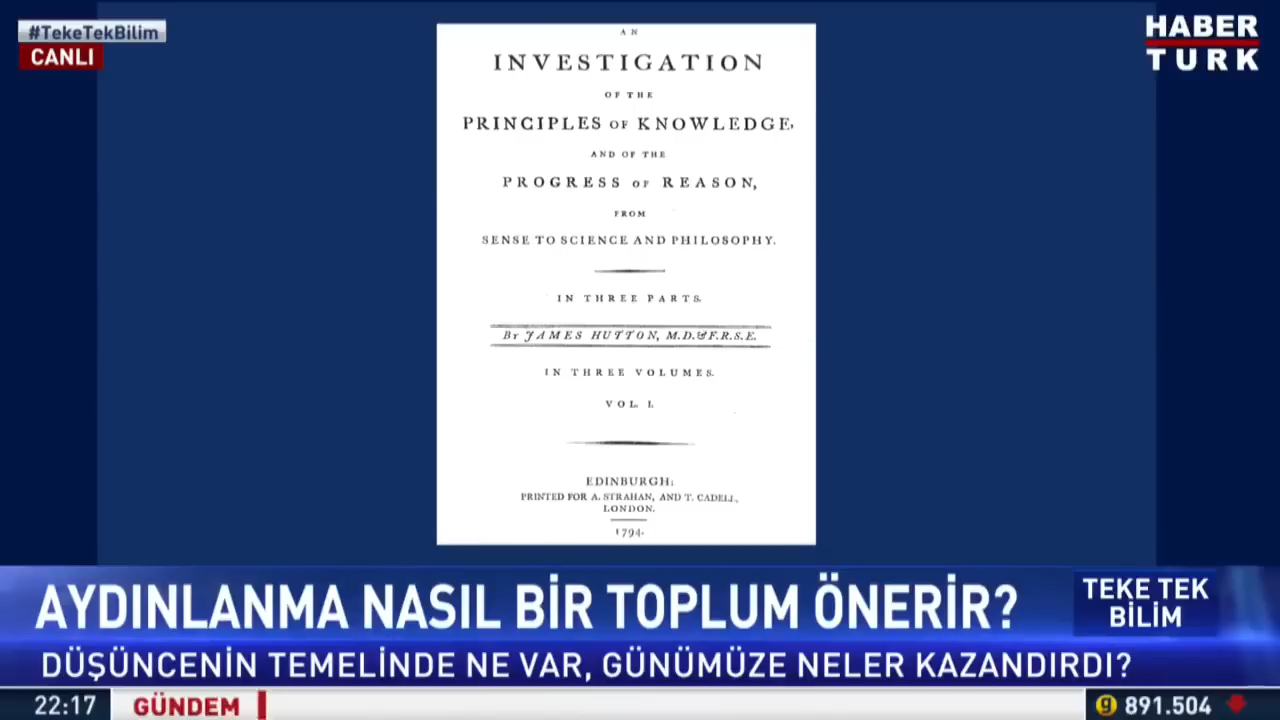 #TekeTekBilim
CANLI
HABER
TURK
AN
INVESTIGATION
OF THE
PRINCIPLES OF KNOWLEDGE,
AND OF THE
PROGRESS OF REASON,
FROM
SENSE TO SCIENCE AND PHILOSOPHY.
IN THREE PARTS.
BY JAMES HUTTON, M.D. & F.R.S.E.
IN THREE VOLUMES.
VOL. I.
EDINBURGH:
PRINTED FOR A. STRAHAN, AND T. CADELL,
LONDON.
1794.
AYDINLANMA NASIL BİR TOPLUM ÖNERİR?
TEKE TEK
BİLİM
DÜŞÜNCENİN TEMELİNDE NE VAR, GÜNÜMÜZE NELER KAZANDIRDI?
22:17 GÜNDEM
g 891.504